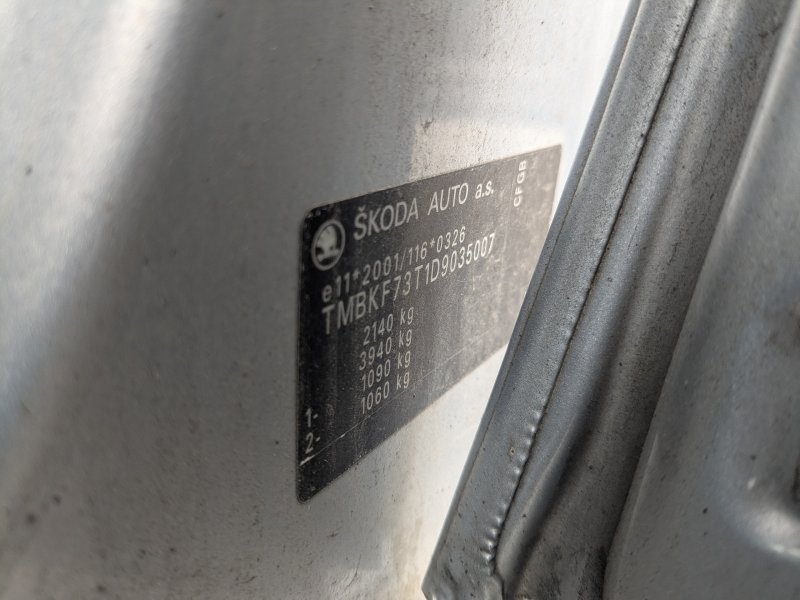 ŠKODA AUTO a.s.
CFGB
e11*2001/116*0326
TMBKF73T1D9035007
2140 kg
3940 kg
1- 1090 kg
2- 1060 kg